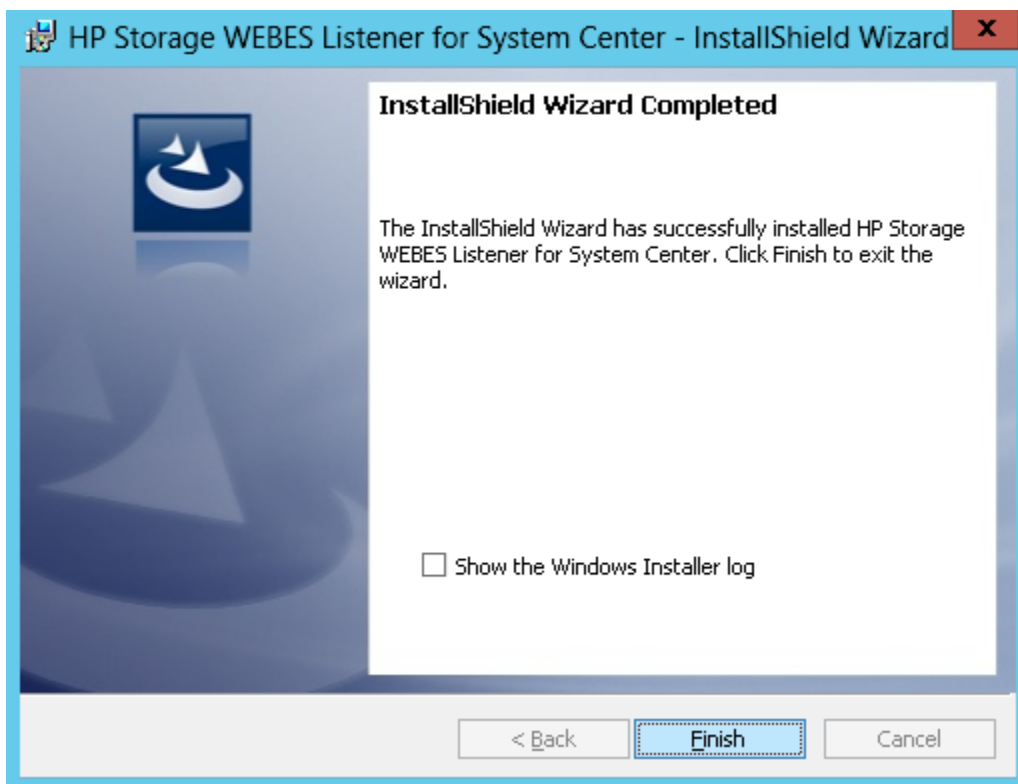 HP Storage WEBES Listener for System Center - InstallShield Wizard
x
InstallShield Wizard Completed
The InstallShield Wizard has successfully installed HP Storage
WEBES Listener for System Center. Click Finish to exit the
wizard.
Show the Windows Installer log
< Back
Finish
Cancel